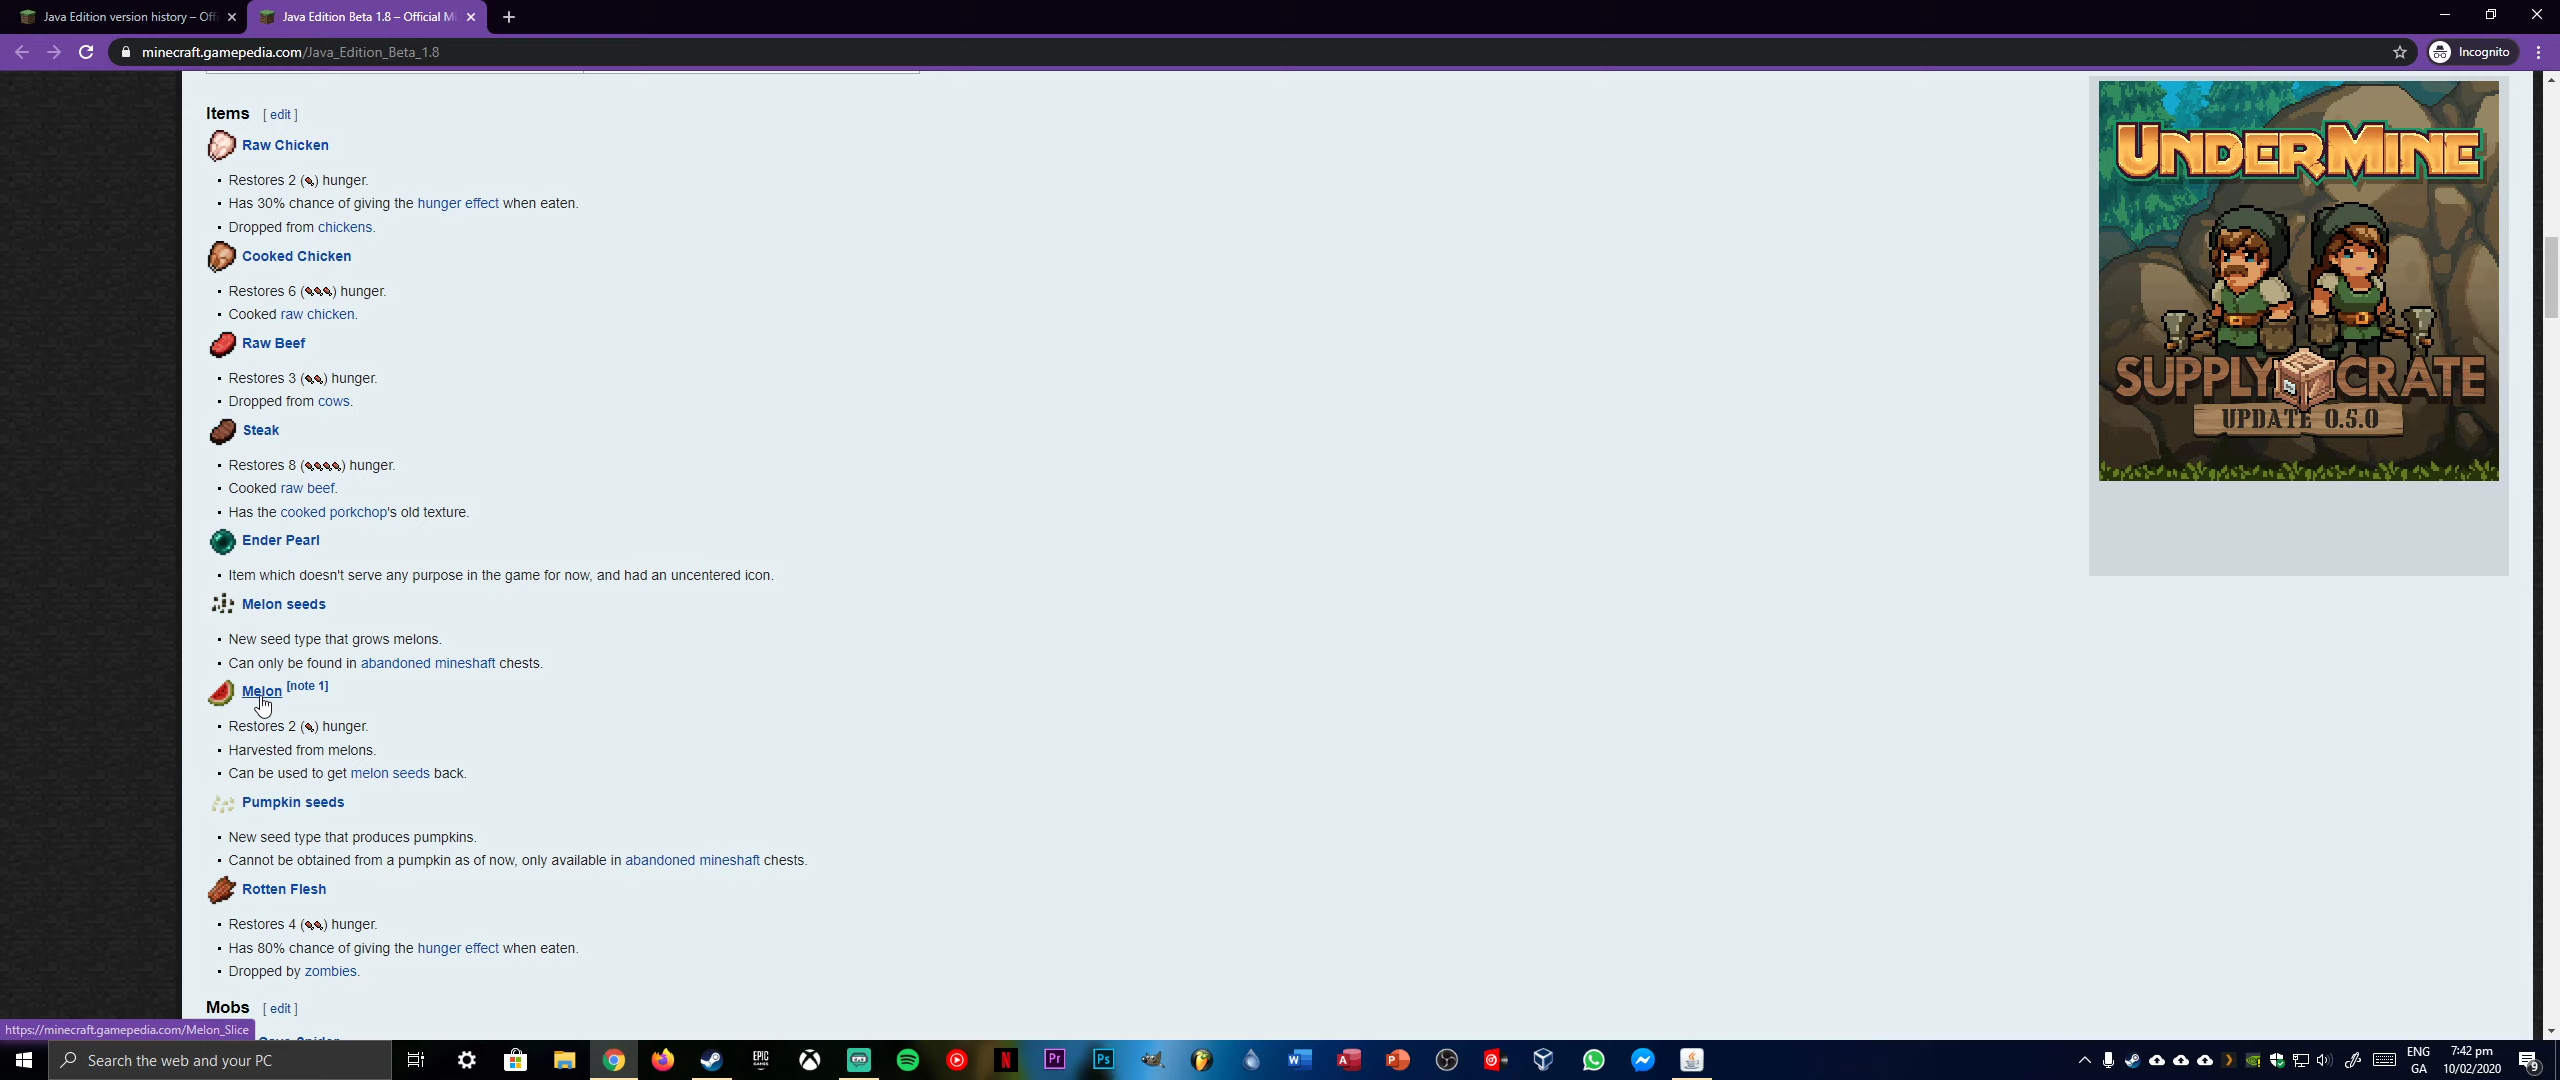 Java Edition version history – Offi
Java Edition Beta 1.8 – Official Mi
minecraft.gamepedia.com/Java_Edition_Beta_1.8
Incognito
Items [ edit ]
Raw Chicken
Restores 2 () hunger.
Has 30% chance of giving the hunger effect when eaten.
Dropped from chickens.
Cooked Chicken
Restores 6 () hunger.
Cooked raw chicken.
Raw Beef
Restores 3 () hunger.
Dropped from cows.
Steak
Restores 8 () hunger.
Cooked raw beef.
Has the cooked porkchop's old texture.
Ender Pearl
Item which doesn't serve any purpose in the game for now, and had an uncentered icon.
Melon seeds
New seed type that grows melons.
Can only be found in abandoned mineshaft chests.
Melon [note 1]
Restores 2 () hunger.
Harvested from melons.
Can be used to get melon seeds back.
Pumpkin seeds
New seed type that produces pumpkins.
Cannot be obtained from a pumpkin as of now, only available in abandoned mineshaft chests.
Rotten Flesh
Restores 4 () hunger.
Has 80% chance of giving the hunger effect when eaten.
Dropped by zombies.
Mobs [ edit ]
https://minecraft.gamepedia.com/Melon_Slice
UNDERMINE
SUPPLY CRATE
UPDATE 0.5.0
Search the web and your PC
EPIC
GAMES
Pr
Ps
ENG
GA
7:42 pm
10/02/2020
9